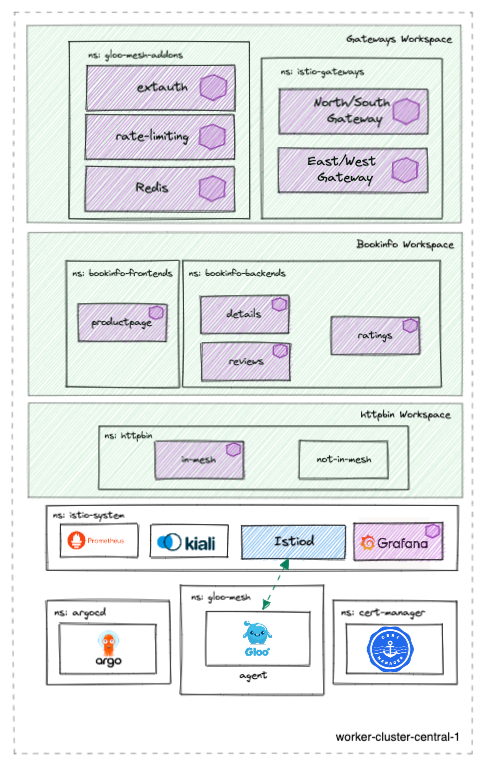 Gateways Workspace
ns: gloo-mesh-addons
extauth
rate-limiting
Redis
ns: istio-gateways
North/South
Gateway
East/West
Gateway
Bookinfo Workspace
ns: bookinfo-frontends
productpage
ns: bookinfo-backends
details
reviews
ratings
httpbin Workspace
ns: httpbin
in-mesh
not-in-mesh
ns: istio-system
Prometheus
kiali
Istiod
Grafana
ns: argocd
argo
ns: gloo-mesh
Gloo
agent
ns: cert-manager
CERT
MANAGER
worker-cluster-central-1